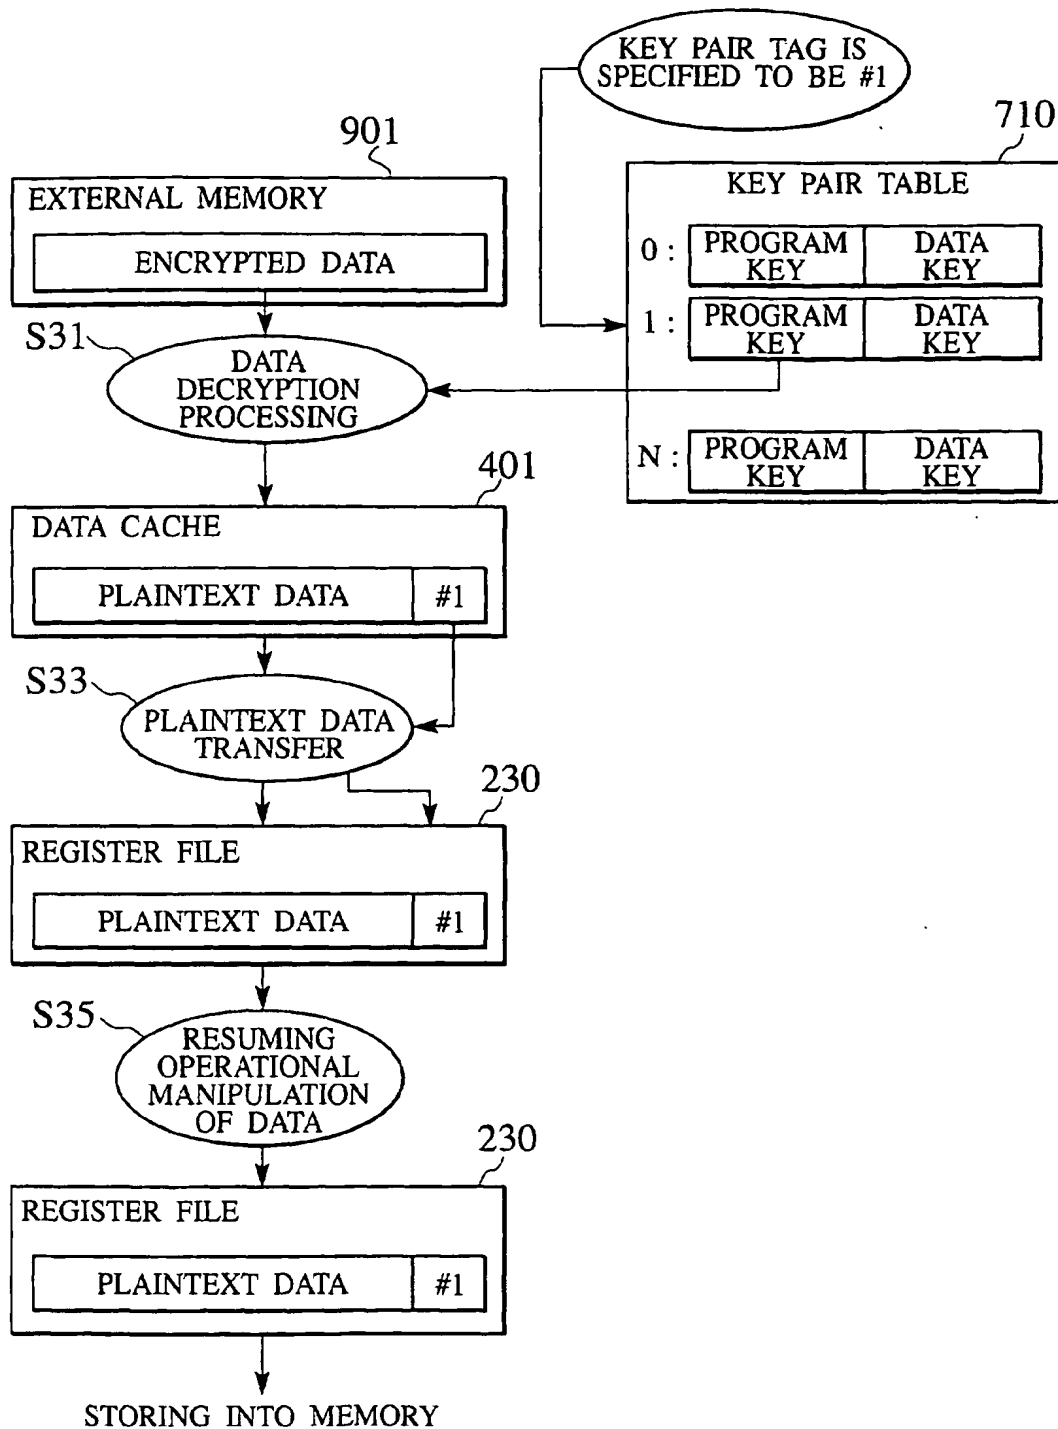 KEY PAIR TAG IS
SPECIFIED TO BE #1
710
KEY PAIR TABLE
0 : PROGRAM KEY DATA KEY
1 : PROGRAM KEY DATA KEY
N : PROGRAM KEY DATA KEY
901
EXTERNAL MEMORY
ENCRYPTED DATA
S31
DATA
DECRYPTION
PROCESSING
401
DATA CACHE
PLAINTEXT DATA #1
S33
PLAINTEXT DATA
TRANSFER
230
REGISTER FILE
PLAINTEXT DATA #1
S35
RESUMING
OPERATIONAL
MANIPULATION
OF DATA
230
REGISTER FILE
PLAINTEXT DATA #1
STORING INTO MEMORY